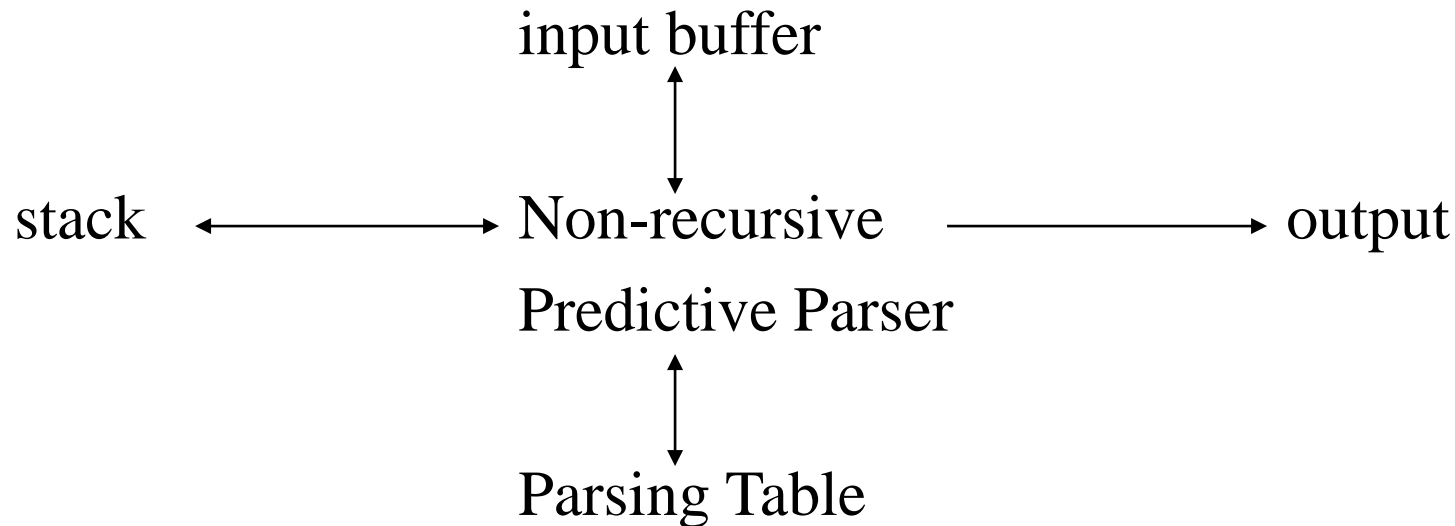 input buffer
stack
Non-recursive
output
Predictive Parser
Parsing Table